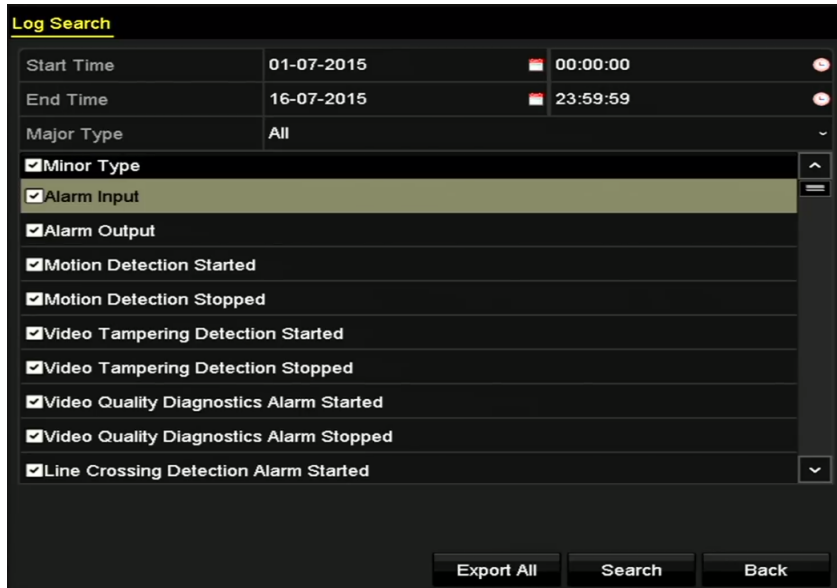 Log Search
Start Time 01-07-2015 00:00:00
End Time 16-07-2015 23:59:59
Major Type All
Minor Type
Alarm Input
Alarm Output
Motion Detection Started
Motion Detection Stopped
Video Tampering Detection Started
Video Tampering Detection Stopped
Video Quality Diagnostics Alarm Started
Video Quality Diagnostics Alarm Stopped
Line Crossing Detection Alarm Started
Export All Search Back